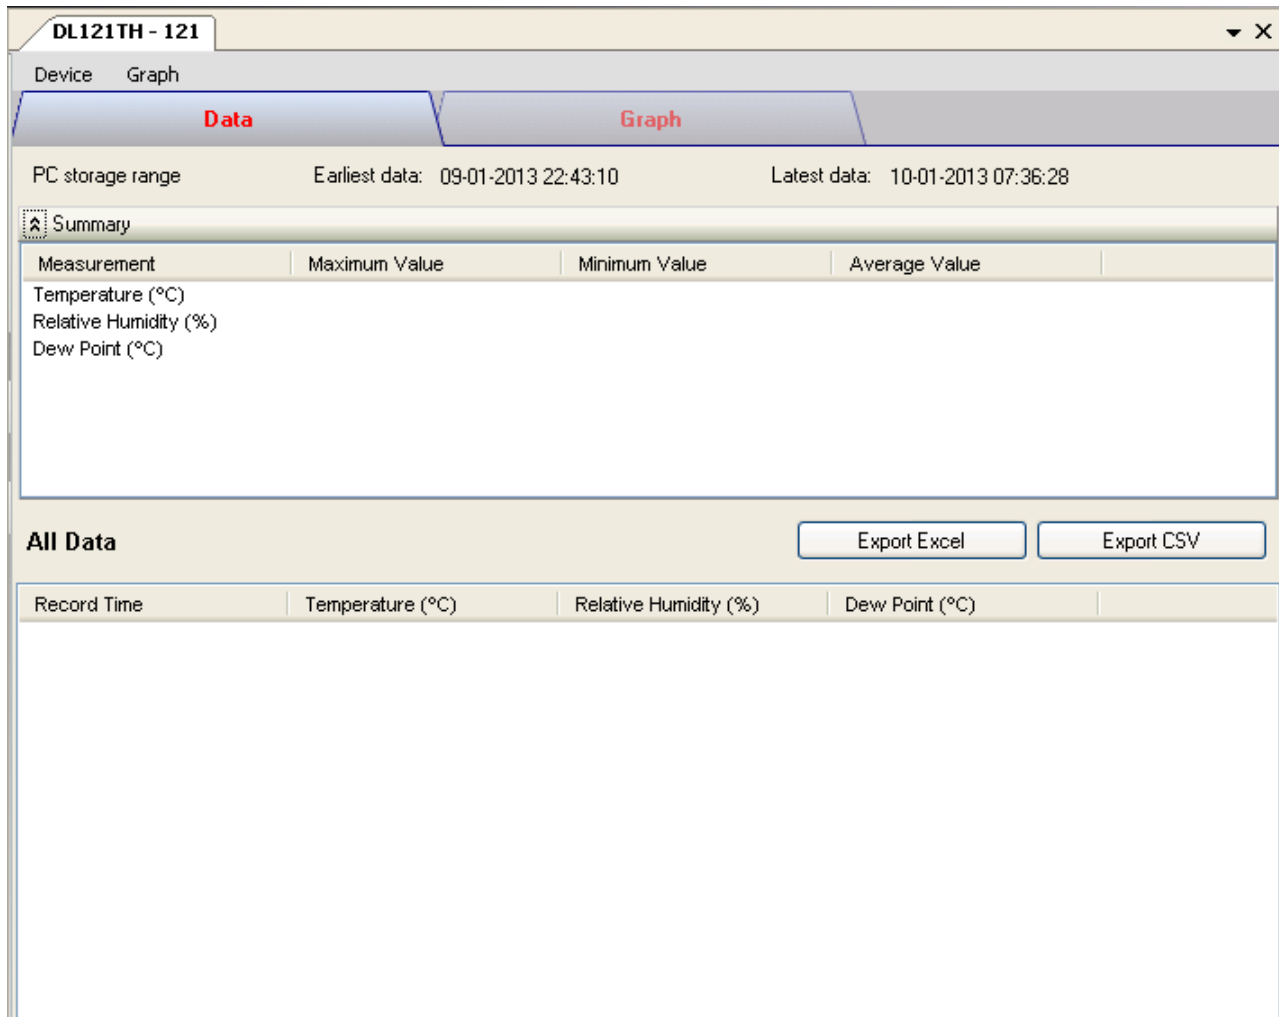 DL121TH - 121
Device Graph
Data Graph
PC storage range Earliest data: 09-01-2013 22:43:10 Latest data: 10-01-2013 07:36:28
Summary
Measurement Maximum Value Minimum Value Average Value
Temperature (°C)
Relative Humidity (%)
Dew Point (°C)
All Data Export Excel Export CSV
Record Time Temperature (°C) Relative Humidity (%) Dew Point (°C)